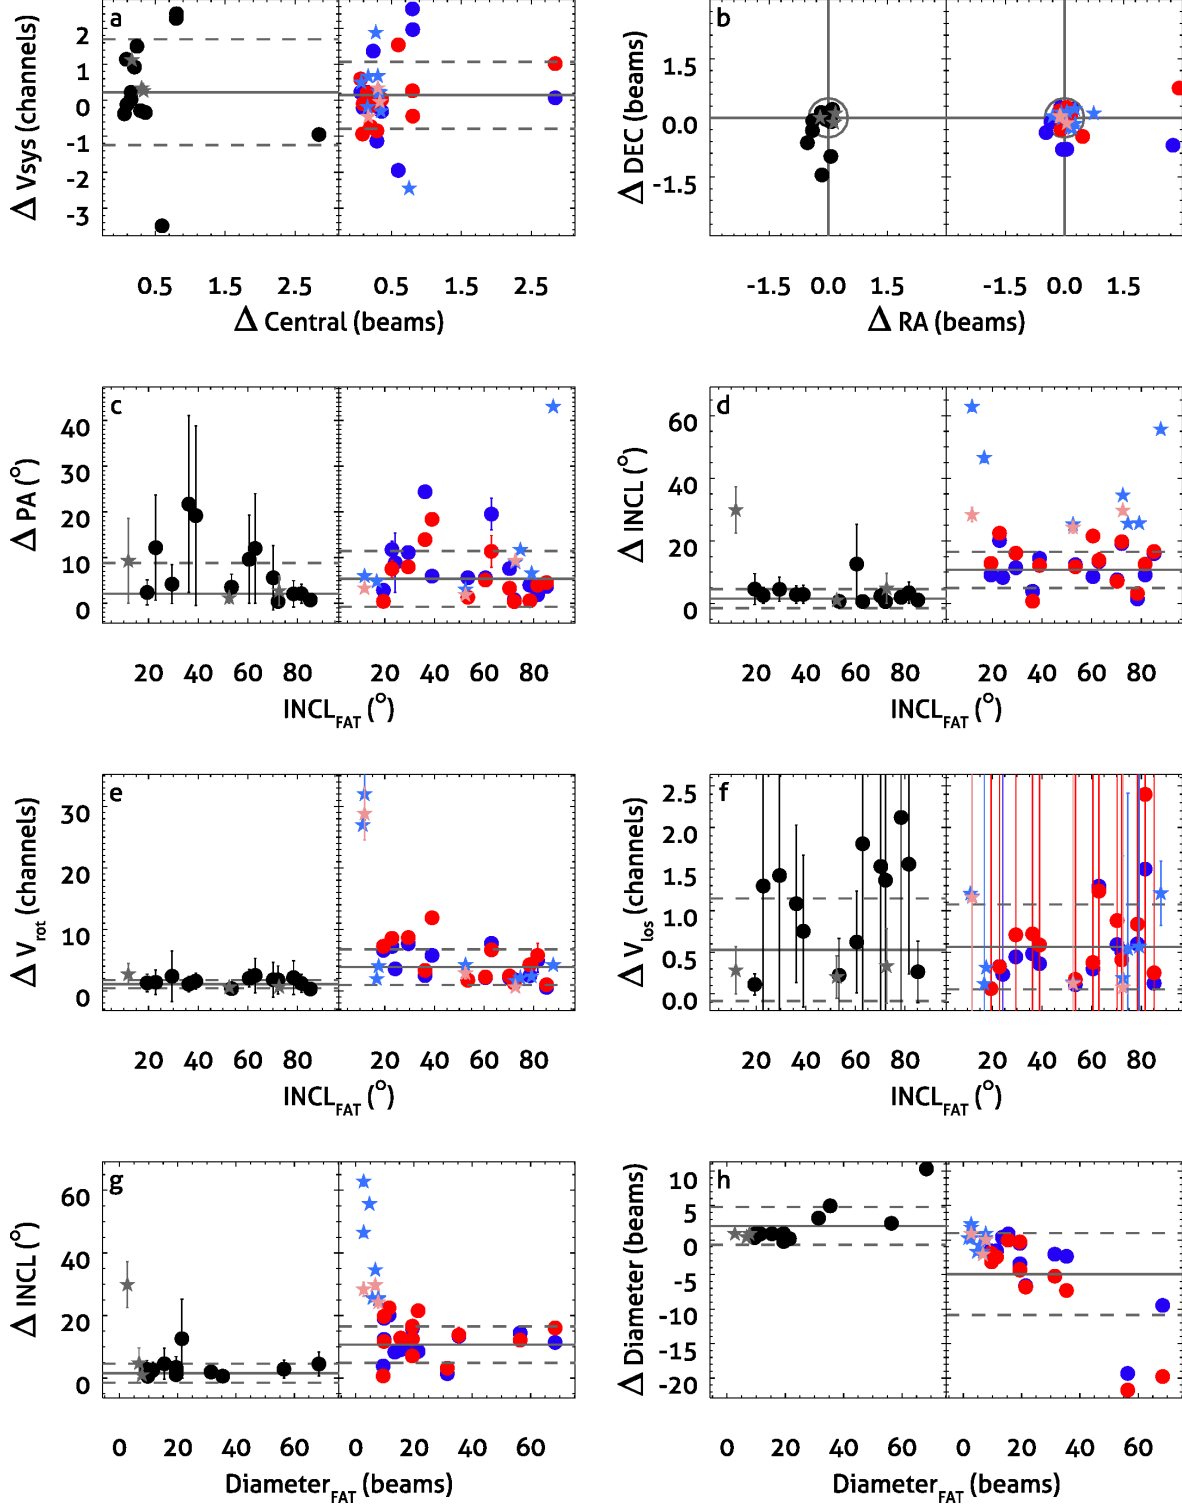 a
Δ Vsys (channels)
2
1
0
-1
-2
-3
0.5 1.5 2.5 0.5 1.5 2.5
Δ Central (beams)
b
Δ DEC (beams)
1.5
0.0
-1.5
-1.5 0.0 1.5 -1.5 0.0 1.5
Δ RA (beams)
c
Δ PA (°)
40
30
20
10
0
20 40 60 80 20 40 60 80
INCL_FAT (°)
d
Δ INCL (°)
60
40
20
0
20 40 60 80 20 40 60 80
INCL_FAT (°)
e
Δ V_rot (channels)
30
20
10
0
20 40 60 80 20 40 60 80
INCL_FAT (°)
f
Δ V_los (channels)
2.5
2.0
1.5
1.0
0.5
0.0
20 40 60 80 20 40 60 80
INCL_FAT (°)
g
Δ INCL (°)
60
40
20
0
0 20 40 60 0 20 40 60
Diameter_FAT (beams)
h
Δ Diameter (beams)
10
5
0
-5
-10
-15
-20
0 20 40 60 0 20 40 60
Diameter_FAT (beams)